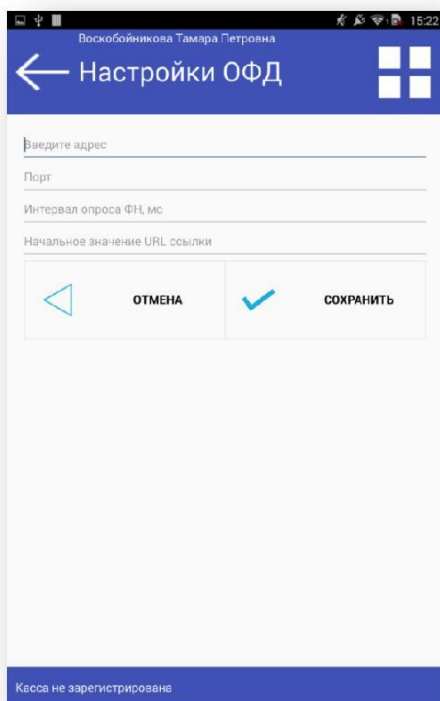 15:22
Воскобойникова Тамара Петровна
Настройки ОФД
Введите адрес
Порт
Интервал опроса ФН, мс
Начальное значение URL ссылки
ОТМЕНА
СОХРАНИТЬ
Касса не зарегистрирована